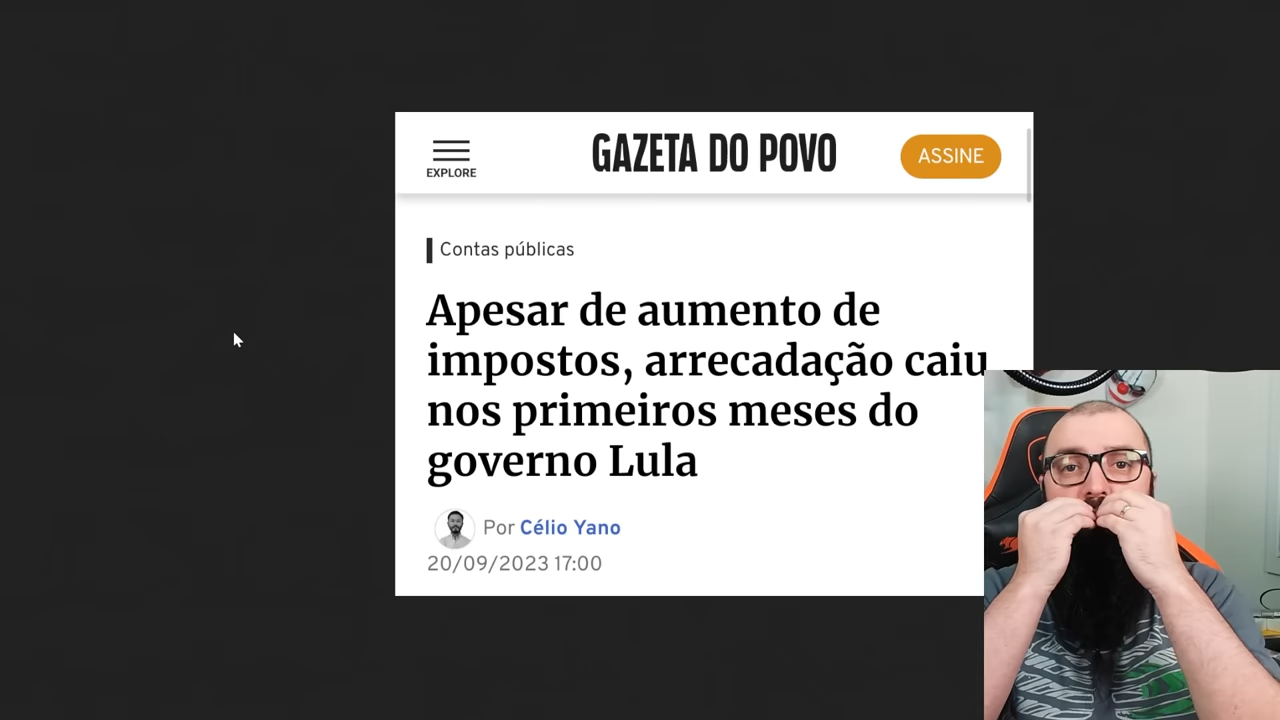 EXPLORE
GAZETA DO POVO
ASSINE
Contas públicas
Apesar de aumento de
impostos, arrecadação caiu
nos primeiros meses do
governo Lula
Por Célio Yano
20/09/2023 17:00